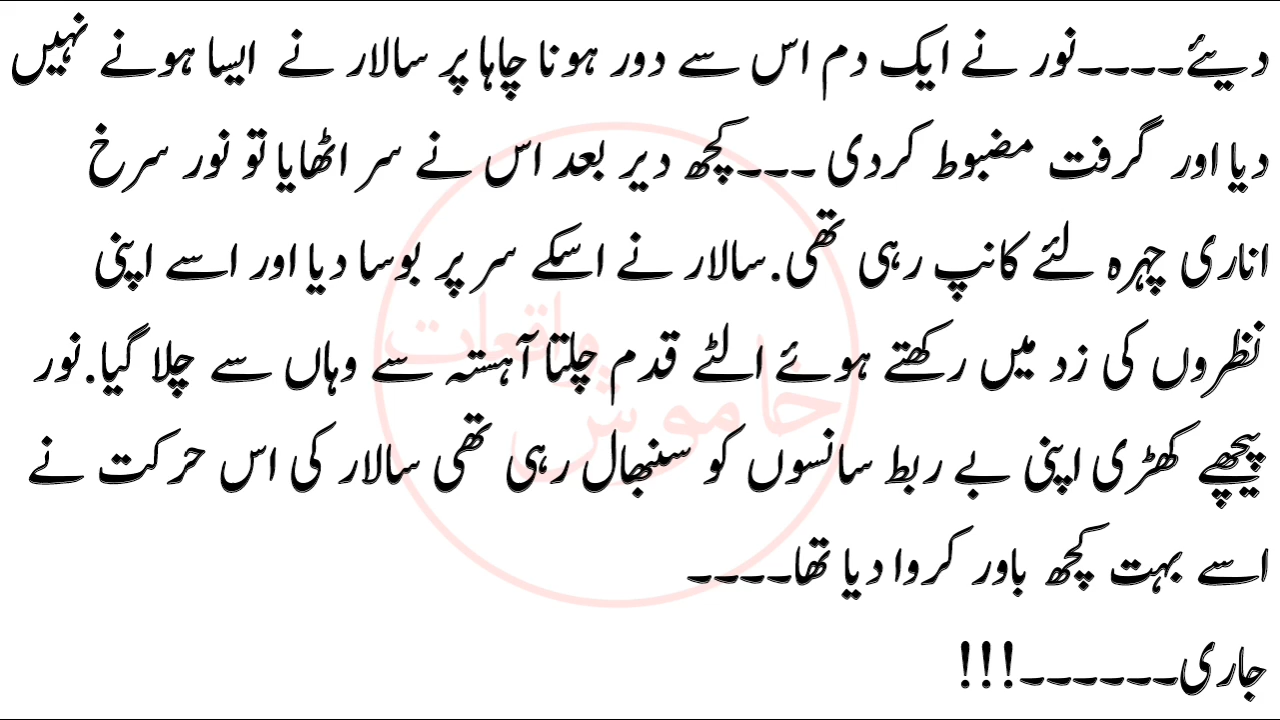 دیئے۔۔۔۔نور نے ایک دم اس سے دور ہونا چاہا پر سالار نے ایسا ہونے نہیں
دیا اور گرفت مضبوط کردی ۔۔۔کچھ دیر بعد اس نے سر اٹھایا تو نور سرخ
اناری چہرہ لئے کانپ رہی تھی.سالار نے اسکے سر پر بوسا دیا اور اسے اپنی
نظروں کی زد میں رکھتے ہوئے الٹے قدم چلتا آہستہ سے وہاں سے چلا گیا.نور
پیچھے کھڑی اپنی بے ربط سانسوں کو سنبھال رہی تھی سالار کی اس حرکت نے
اسے بہت کچھ باور کروا دیا تھا۔۔۔۔
جاری۔۔۔۔۔۔!!!
خاموش واقعات